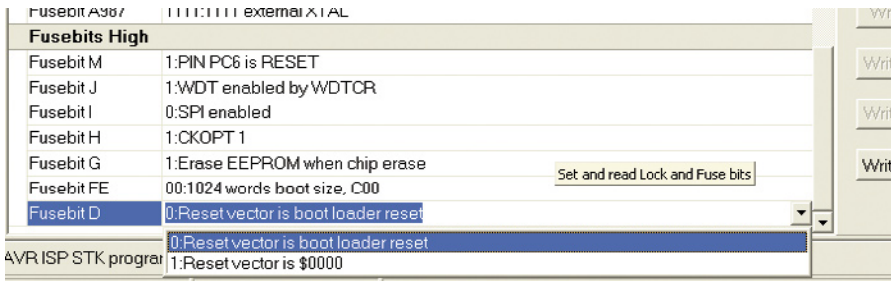 Fusebit A987 1111:1111 external XTAL
Fusebits High
Fusebit M 1:PIN PC6 is RESET
Fusebit J 1:WDT enabled by WDTCR
Fusebit I 0:SPI enabled
Fusebit H 1:CKOPT 1
Fusebit G 1:Erase EEPROM when chip erase
Set and read Lock and Fuse bits
Fusebit FE 00:1024 words boot size, C00
Fusebit D 0:Reset vector is boot loader reset
0:Reset vector is boot loader reset
1:Reset vector is $0000
AVR ISP STK